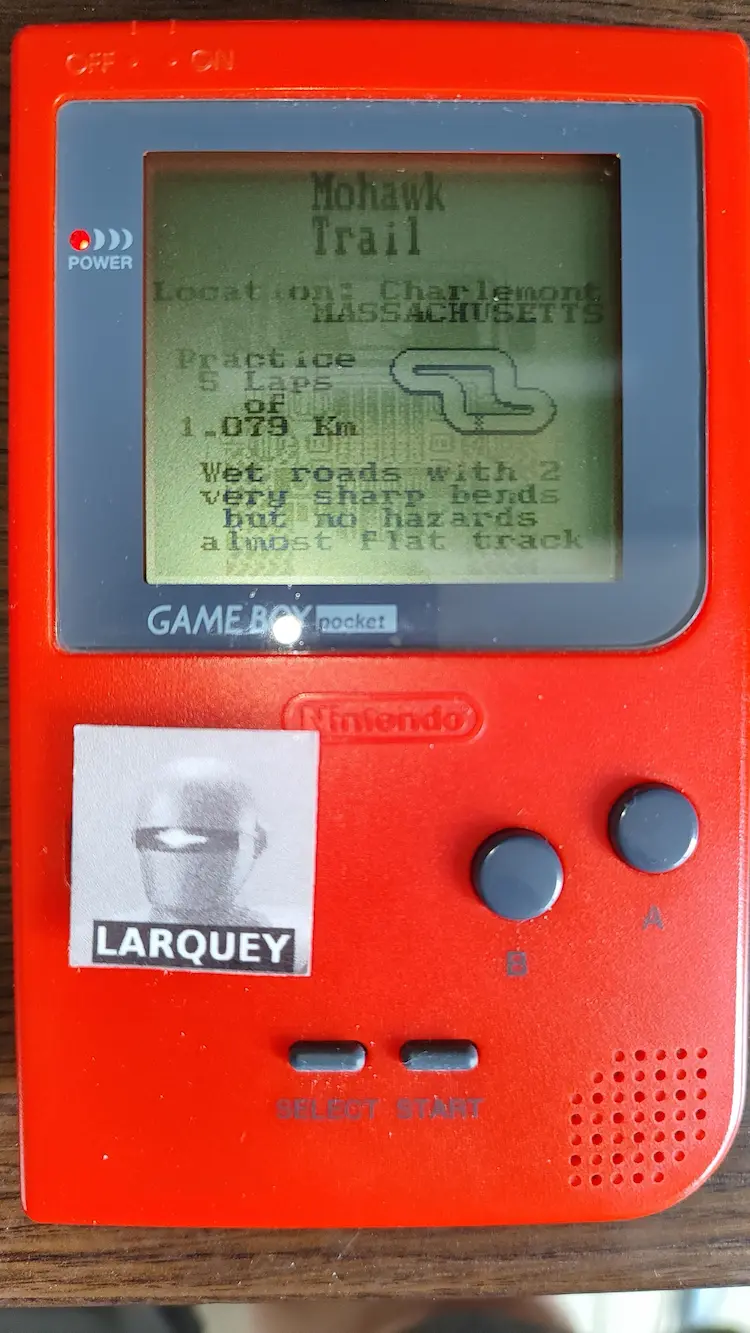 OFF · · ON
Mohawk
Trail
Location: Charlemont
MASSACHUSETTS
Practice
5 Laps
of
1.079 Km
Wet roads with 2
very sharp bends
but no hazards
almost flat track
POWER
GAME BOY pocket
Nintendo
LARQUEY
B
A
SELECT START